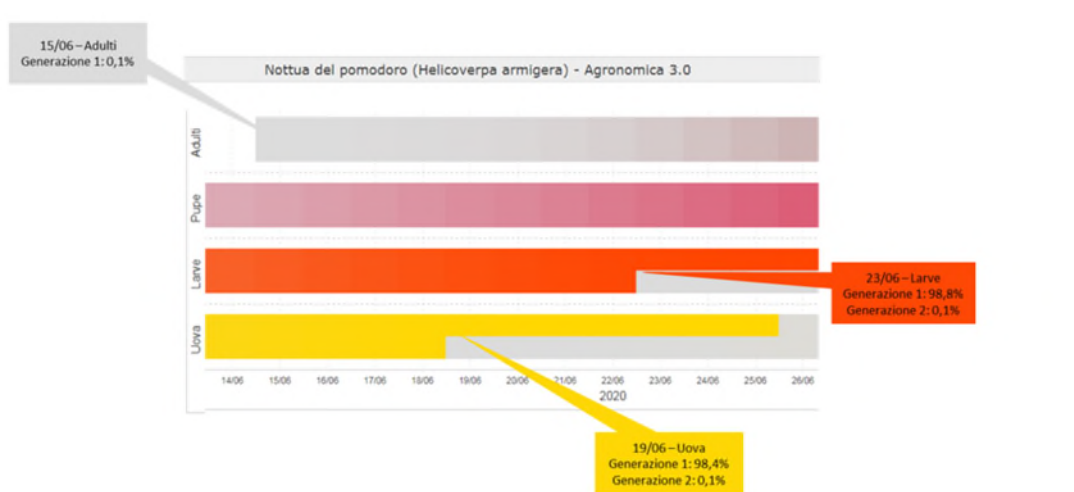 15/06 – Adulti
Generazione 1: 0,1%
Nottua del pomodoro (Helicoverpa armigera) - Agronomica 3.0
Adulti
Pupe
Larve
23/06 – Larve
Generazione 1: 98,8%
Generazione 2: 0,1%
Uova
14/06 15/06 16/06 17/06 18/06 19/06 20/06 21/06 22/06 23/06 24/06 25/06 26/06
2020
19/06 – Uova
Generazione 1: 98,4%
Generazione 2: 0,1%